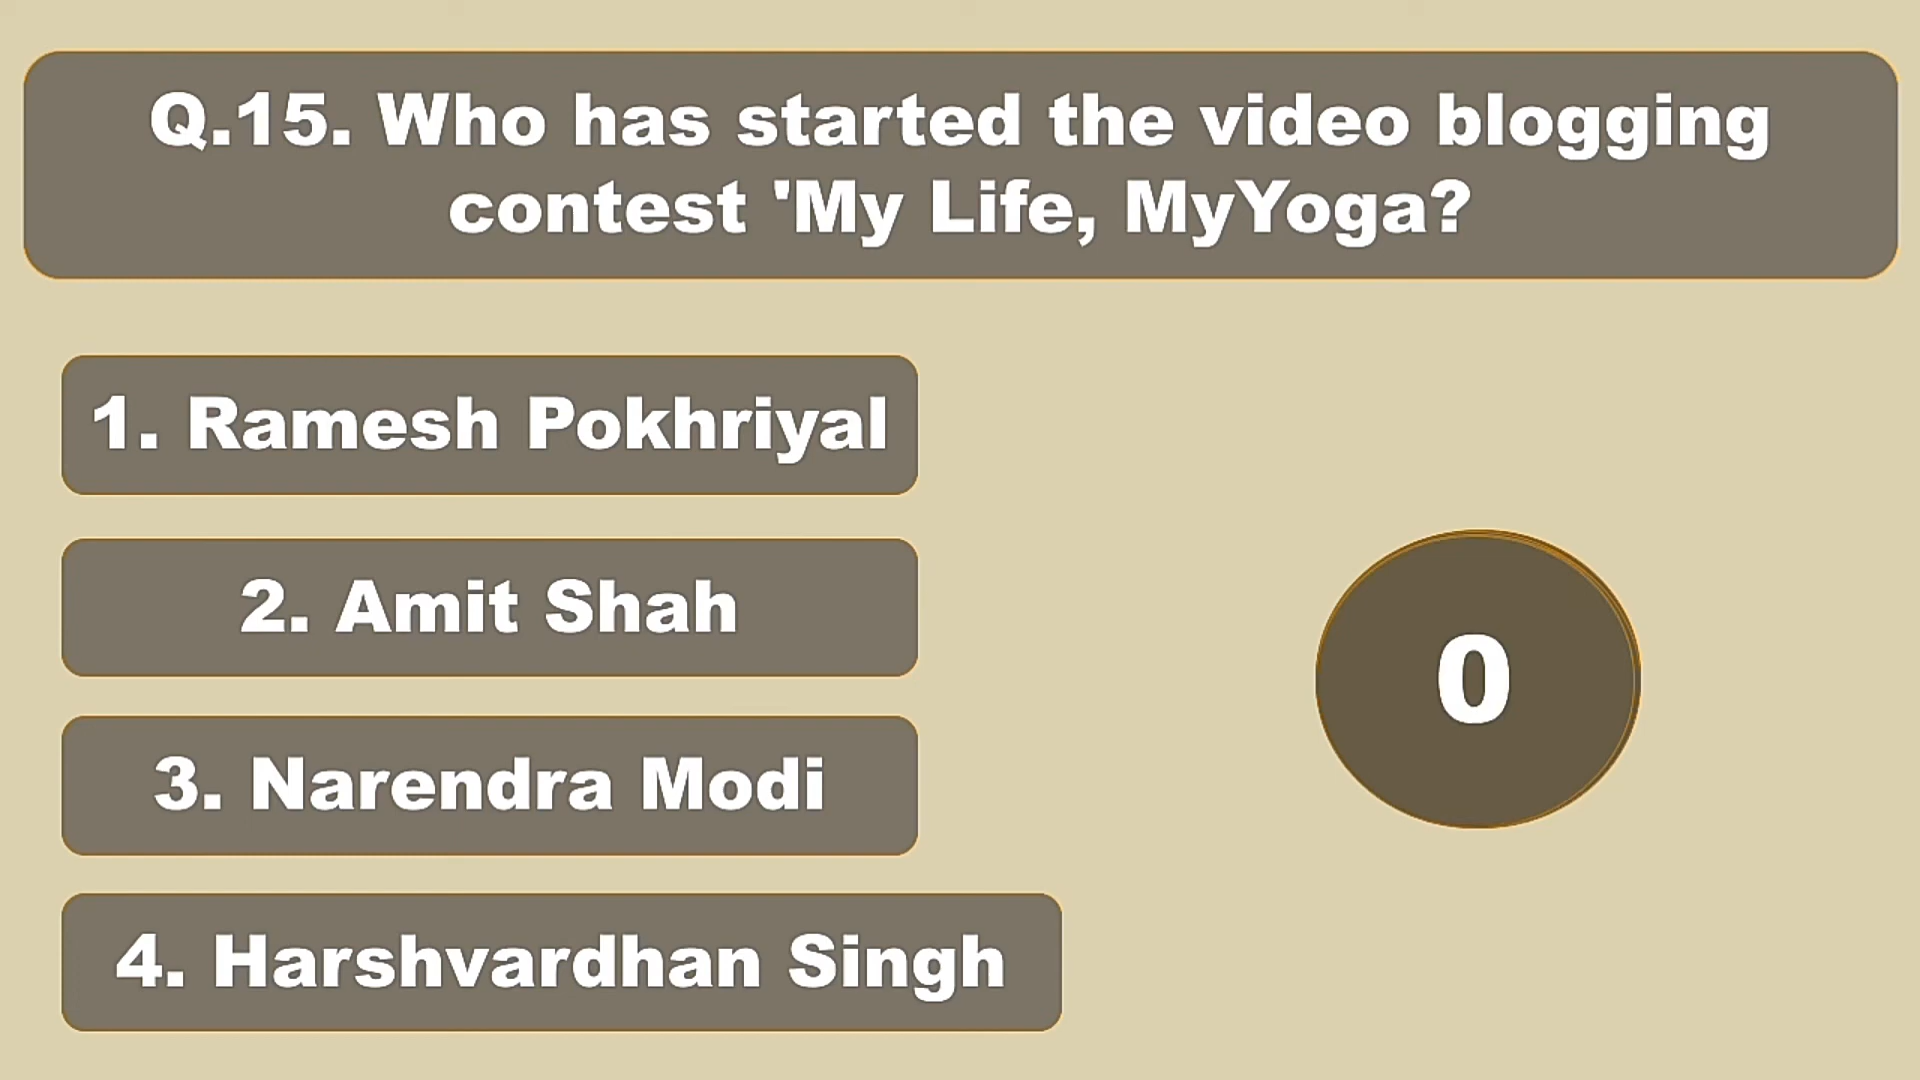 Q.15. Who has started the video blogging
contest 'My Life, MyYoga?
1. Ramesh Pokhriyal
2. Amit Shah
3. Narendra Modi
4. Harshvardhan Singh
0